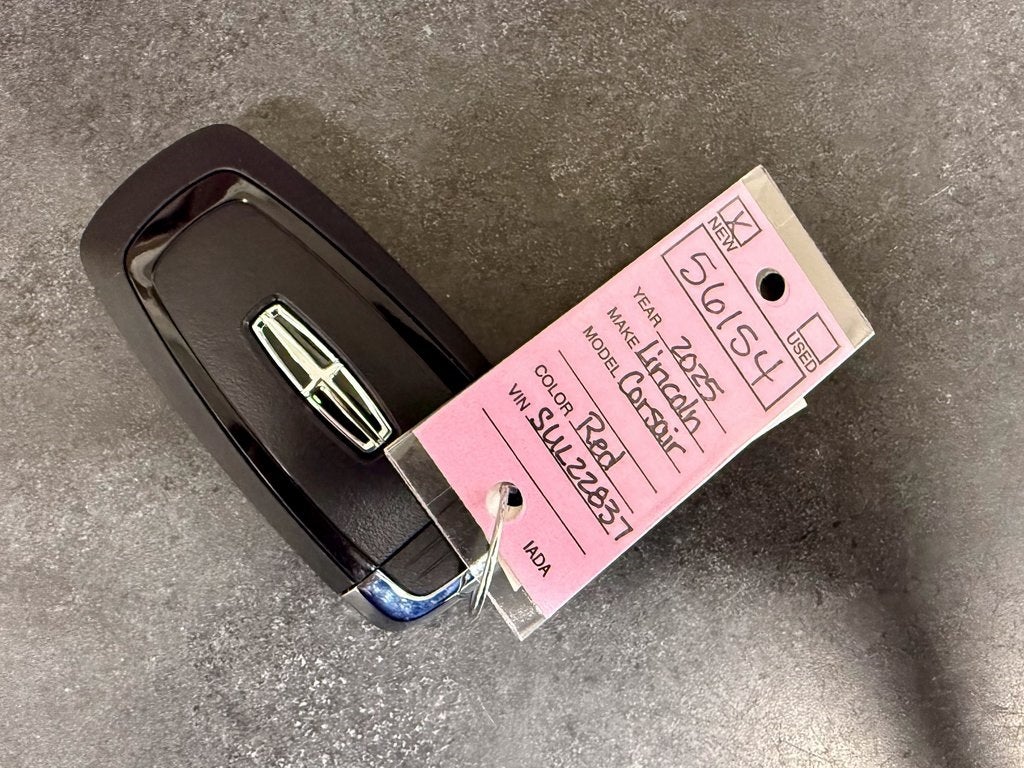 X NEW
USED
56154
YEAR 2025
MAKE Lincoln
MODEL Corsair
COLOR Red
VIN SUL22837
IADA